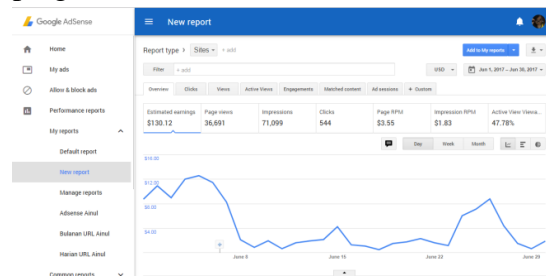 Google AdSense
New report
Home
My ads
Allow & block ads
Performance reports
My reports
Default report
New report
Manage reports
Adsense Ainul
Bulanan URL Ainul
Harian URL Ainul
Common reports
Report type > Sites + add
Add to My reports
Filter + add
USD
Jan 1, 2017 – Jun 30, 2017
Overview Clicks Views Active Views Engagements Matched content Ad sessions + Custom
Estimated earnings Page views Impressions Clicks Page RPM Impression RPM Active View Viewa...
$130.12 36,691 71,099 544 $3.55 $1.83 47.78%
Day Week Month
$16.00
$12.00
$8.00
$4.00
June 8 June 15 June 22 June 29